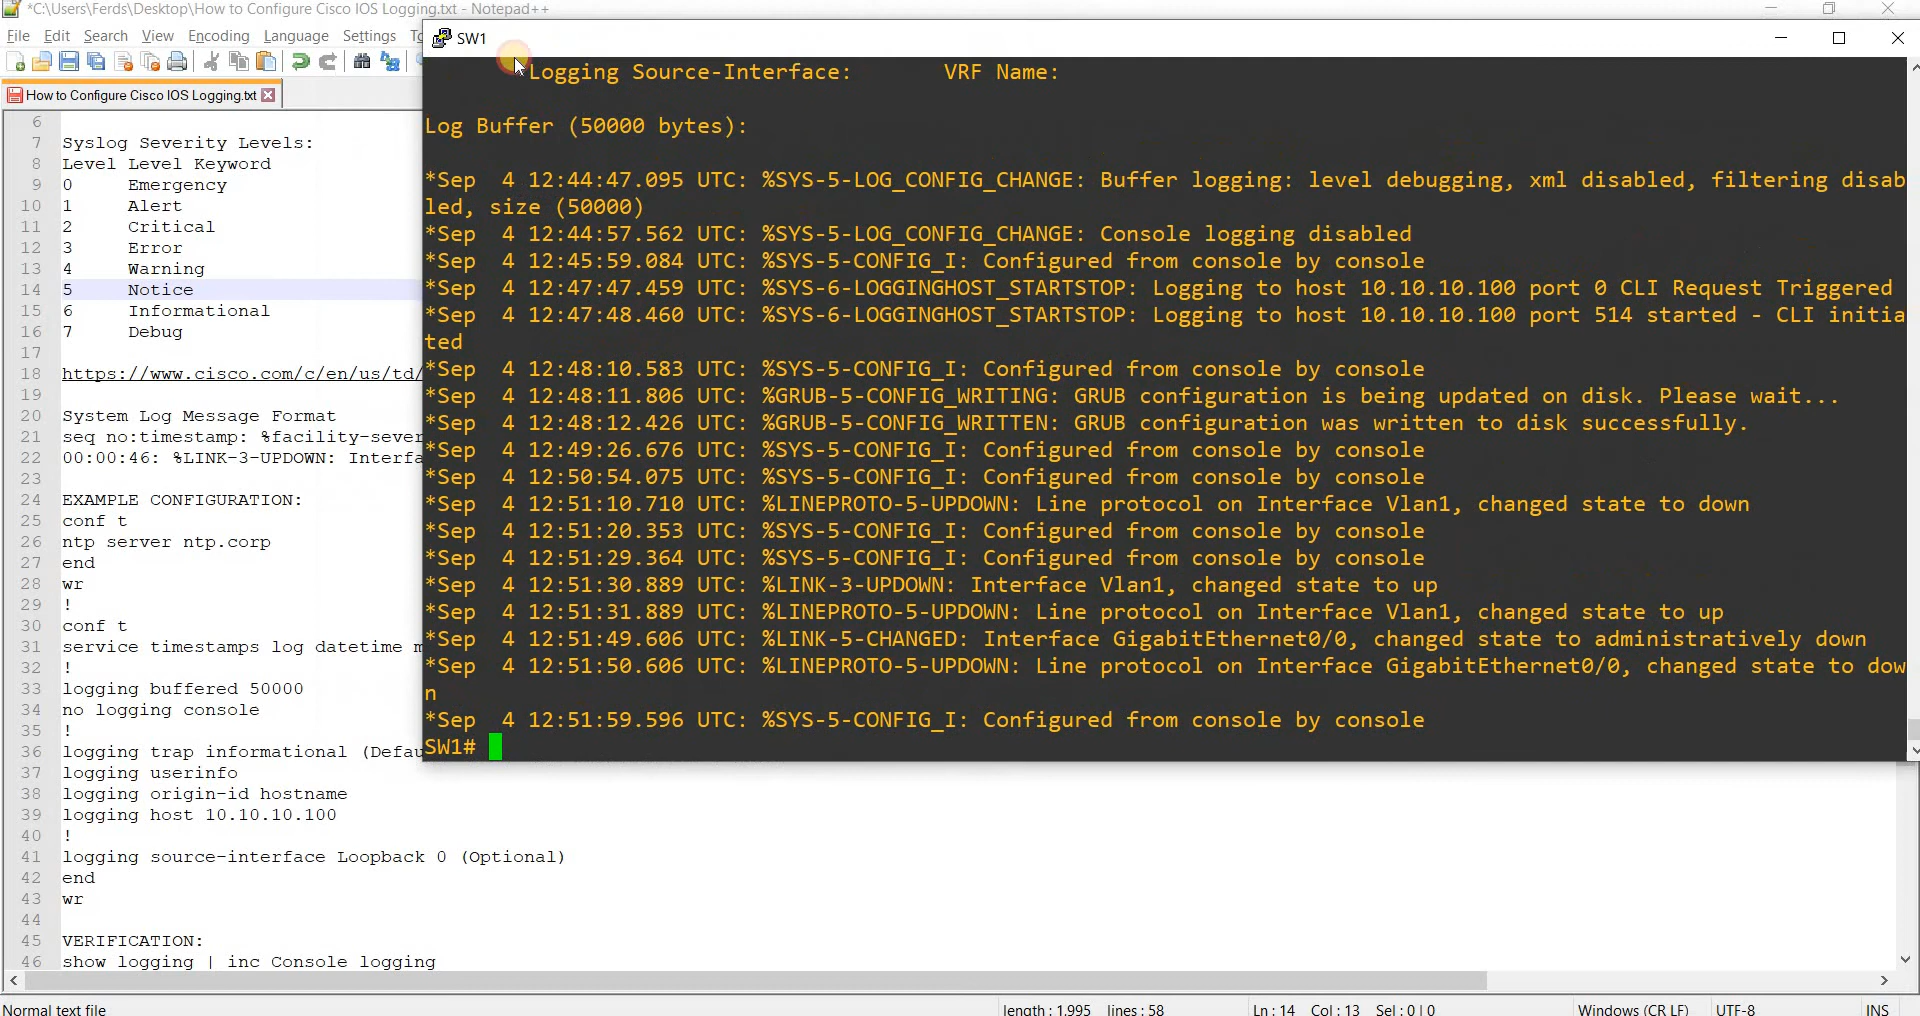 *C:\Users\Ferds\Desktop\How to Configure Cisco IOS Logging.txt - Notepad++
File Edit Search View Encoding Language Settings
SW1
How to Configure Cisco IOS Logging.txt
6
7 Syslog Severity Levels:
8 Level Level Keyword
9 0 Emergency
10 1 Alert
11 2 Critical
12 3 Error
13 4 Warning
14 5 Notice
15 6 Informational
16 7 Debug
17
18 https://www.cisco.com/c/en/us/td/
19
20 System Log Message Format
21 seq no:timestamp: %facility-sever
22 00:00:46: %LINK-3-UPDOWN: Interfa
23
24 EXAMPLE CONFIGURATION:
25 conf t
26 ntp server ntp.corp
27 end
28 wr
29 !
30 conf t
31 service timestamps log datetime m
32 !
33 logging buffered 50000
34 no logging console
35 !
36 logging trap informational (Defau
37 logging userinfo
38 logging origin-id hostname
39 logging host 10.10.10.100
40 !
41 logging source-interface Loopback 0 (Optional)
42 end
43 wr
44
45 VERIFICATION:
46 show logging | inc Console logging
Logging Source-Interface: VRF Name:
Log Buffer (50000 bytes):
*Sep 4 12:44:47.095 UTC: %SYS-5-LOG_CONFIG_CHANGE: Buffer logging: level debugging, xml disabled, filtering disab
led, size (50000)
*Sep 4 12:44:57.562 UTC: %SYS-5-LOG_CONFIG_CHANGE: Console logging disabled
*Sep 4 12:45:59.084 UTC: %SYS-5-CONFIG_I: Configured from console by console
*Sep 4 12:47:47.459 UTC: %SYS-6-LOGGINGHOST_STARTSTOP: Logging to host 10.10.10.100 port 0 CLI Request Triggered
*Sep 4 12:47:48.460 UTC: %SYS-6-LOGGINGHOST_STARTSTOP: Logging to host 10.10.10.100 port 514 started - CLI initia
ted
*Sep 4 12:48:10.583 UTC: %SYS-5-CONFIG_I: Configured from console by console
*Sep 4 12:48:11.806 UTC: %GRUB-5-CONFIG_WRITING: GRUB configuration is being updated on disk. Please wait...
*Sep 4 12:48:12.426 UTC: %GRUB-5-CONFIG_WRITTEN: GRUB configuration was written to disk successfully.
*Sep 4 12:49:26.676 UTC: %SYS-5-CONFIG_I: Configured from console by console
*Sep 4 12:50:54.075 UTC: %SYS-5-CONFIG_I: Configured from console by console
*Sep 4 12:51:10.710 UTC: %LINEPROTO-5-UPDOWN: Line protocol on Interface Vlan1, changed state to down
*Sep 4 12:51:20.353 UTC: %SYS-5-CONFIG_I: Configured from console by console
*Sep 4 12:51:29.364 UTC: %SYS-5-CONFIG_I: Configured from console by console
*Sep 4 12:51:30.889 UTC: %LINK-3-UPDOWN: Interface Vlan1, changed state to up
*Sep 4 12:51:31.889 UTC: %LINEPROTO-5-UPDOWN: Line protocol on Interface Vlan1, changed state to up
*Sep 4 12:51:49.606 UTC: %LINK-5-CHANGED: Interface GigabitEthernet0/0, changed state to administratively down
*Sep 4 12:51:50.606 UTC: %LINEPROTO-5-UPDOWN: Line protocol on Interface GigabitEthernet0/0, changed state to dow
n
*Sep 4 12:51:59.596 UTC: %SYS-5-CONFIG_I: Configured from console by console
SW1#
Normal text file length : 1,995 lines : 58 Ln : 14 Col : 13 Sel : 0 | 0 Windows (CR LF) UTF-8 INS